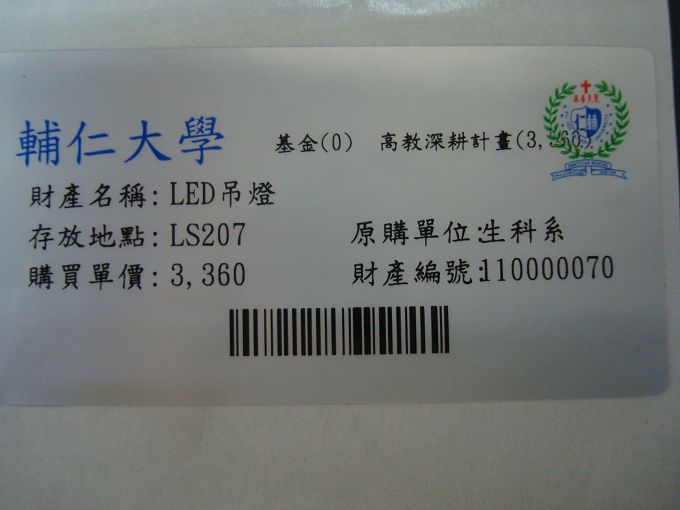 輔仁大學 基金(0) 高教深耕計畫(3,360)
財產名稱: LED吊燈
存放地點: LS207 原購單位:生科系
購買單價: 3,360 財產編號:110000070